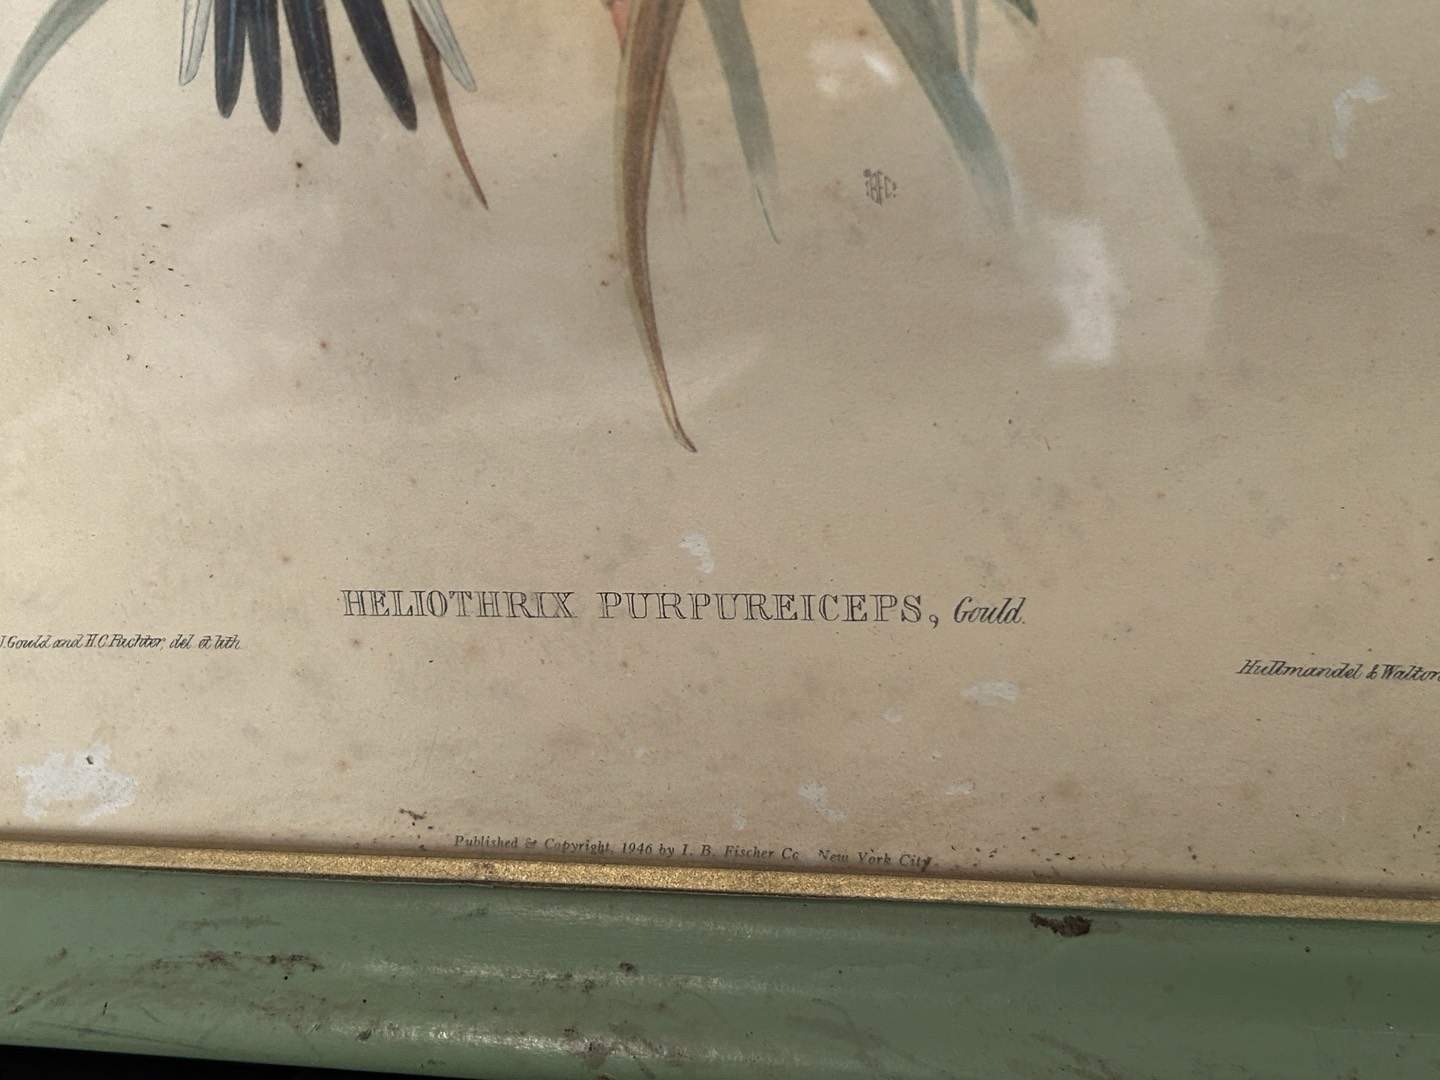 HELIOTHRIX PURPUREICEPS, Gould.
J. Gould and H.C. Richter, del. et lith.
Hullmandel & Walton
Published & Copyright, 1946 by I. B. Fischer Co New York City.